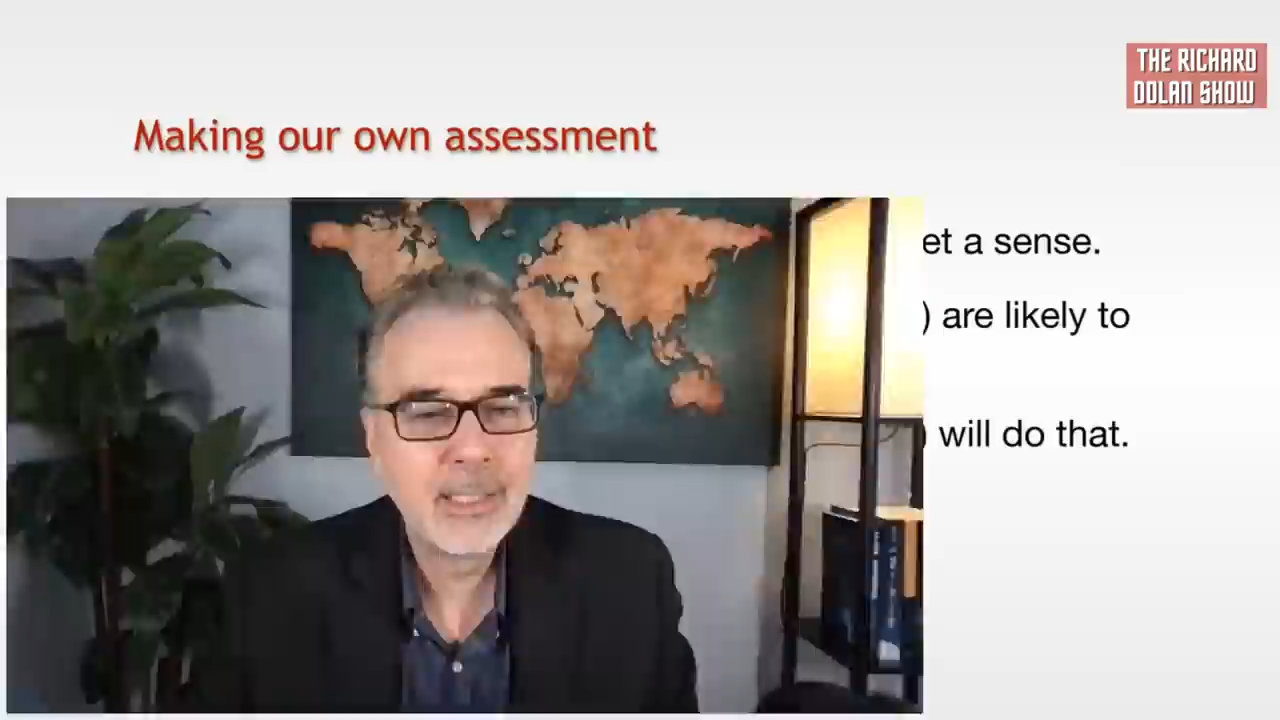 THE RICHARD
DOLAN SHOW
Making our own assessment
et a sense.
) are likely to
) will do that.